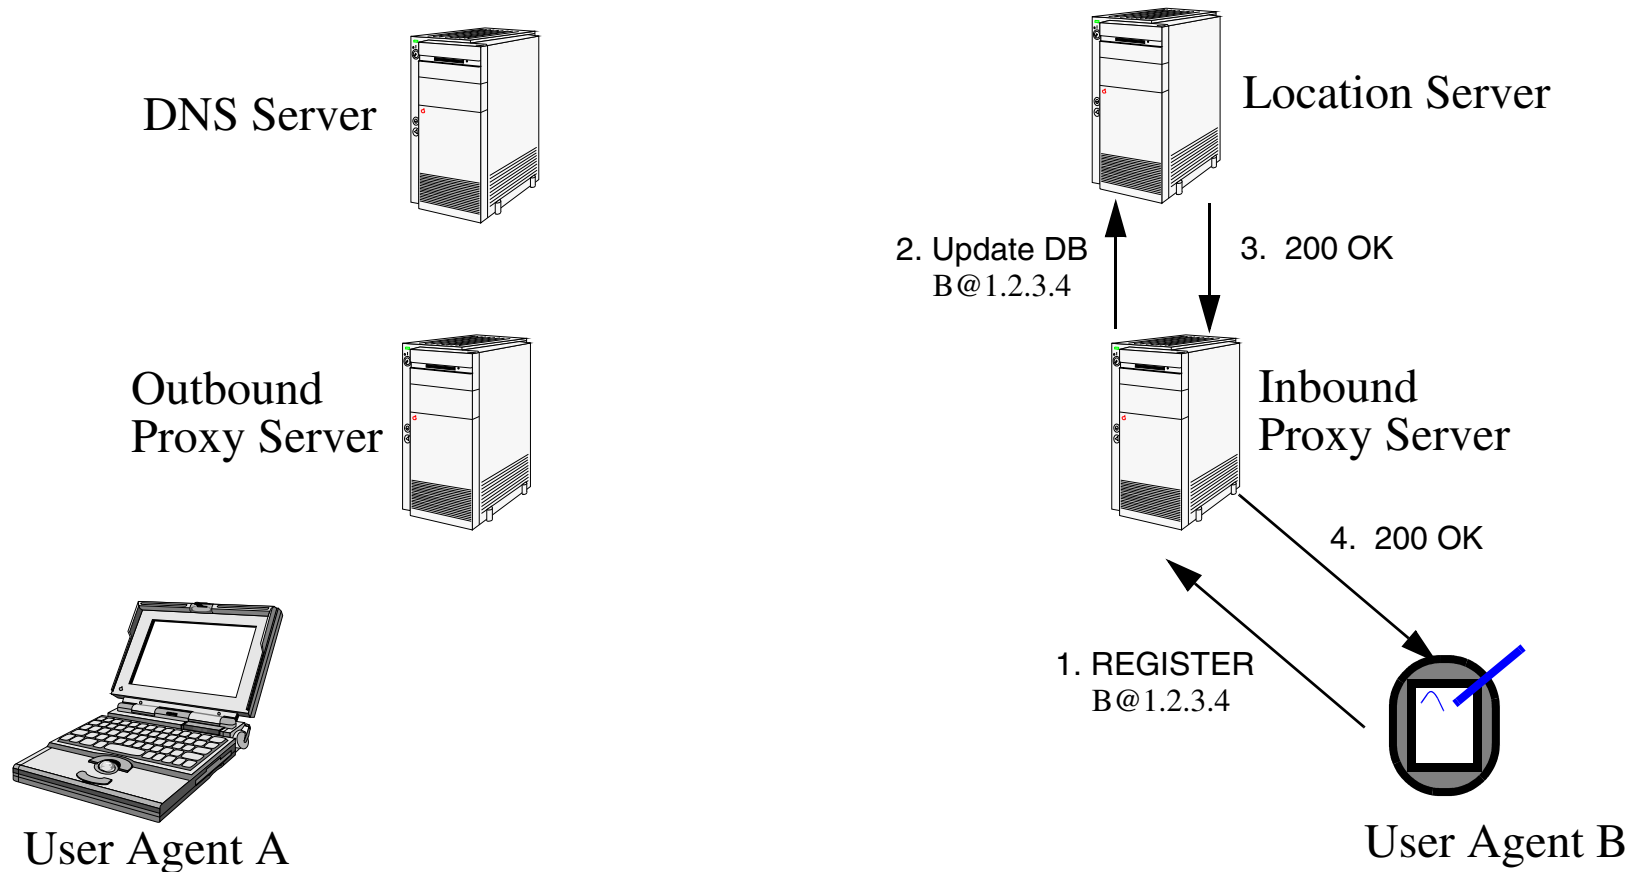 DNS Server
Location Server
2. Update DB
B@1.2.3.4
3. 200 OK
Outbound
Proxy Server
Inbound
Proxy Server
4. 200 OK
1. REGISTER
B@1.2.3.4
User Agent A
User Agent B